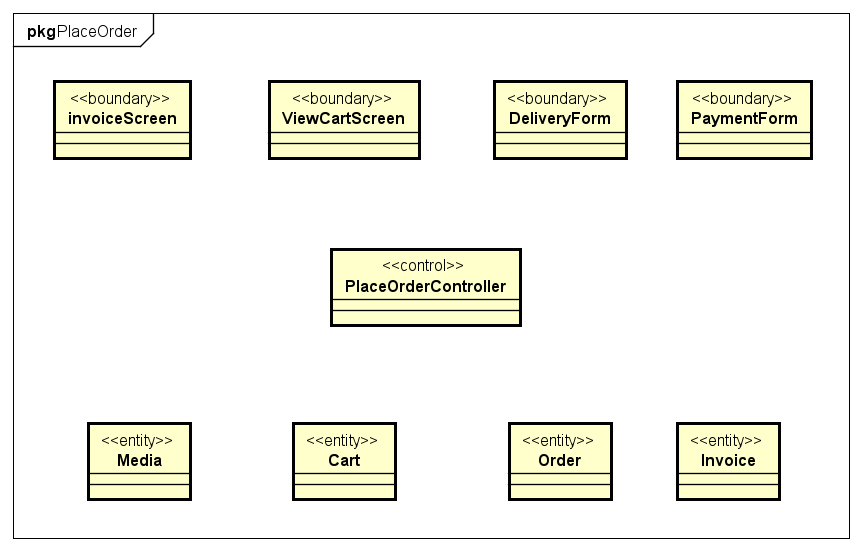 pkgPlaceOrder
<<boundary>>
invoiceScreen
<<boundary>>
ViewCartScreen
<<boundary>>
DeliveryForm
<<boundary>>
PaymentForm
<<control>>
PlaceOrderController
<<entity>>
Media
<<entity>>
Cart
<<entity>>
Order
<<entity>>
Invoice